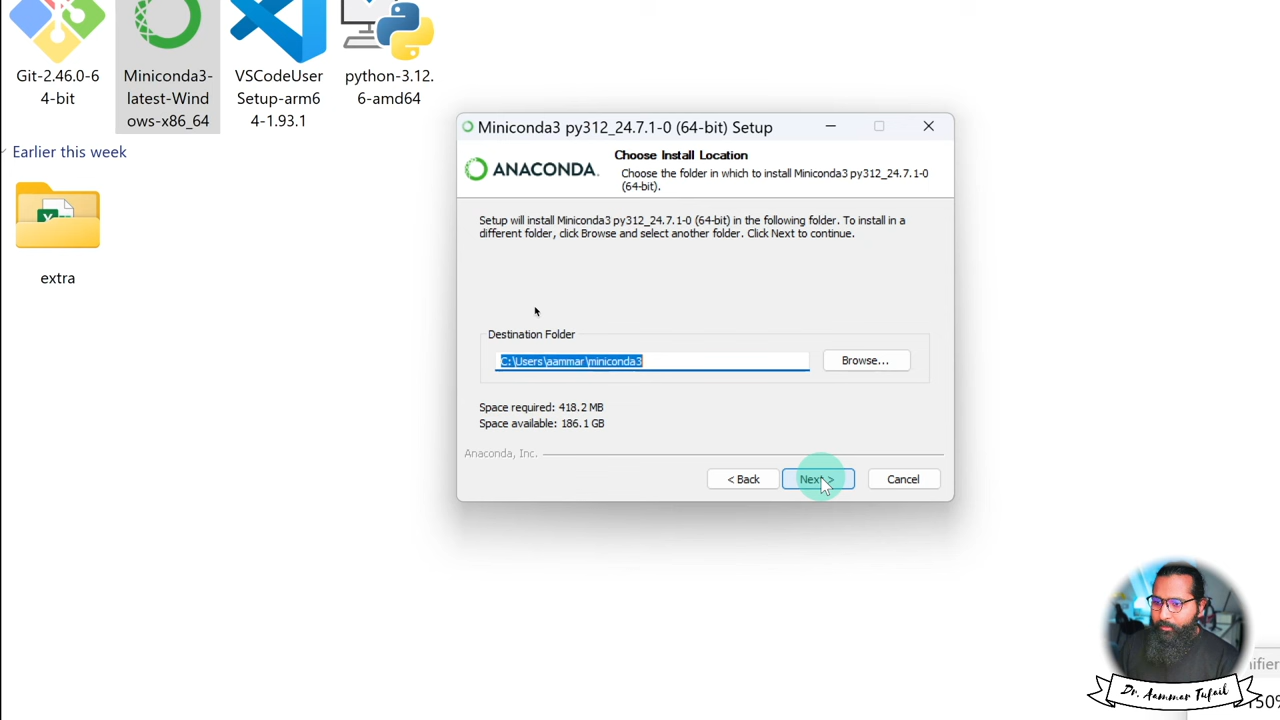 Git-2.46.0-6
4-bit
Miniconda3-
latest-Wind
ows-x86_64
VSCodeUser
Setup-arm6
4-1.93.1
python-3.12.
6-amd64
Earlier this week
extra
Miniconda3 py312_24.7.1-0 (64-bit) Setup
ANACONDA.
Choose Install Location
Choose the folder in which to install Miniconda3 py312_24.7.1-0
(64-bit).
Setup will install Miniconda3 py312_24.7.1-0 (64-bit) in the following folder. To install in a
different folder, click Browse and select another folder. Click Next to continue.
Destination Folder
C:\Users\aammar\miniconda3
Browse...
Space required: 418.2 MB
Space available: 186.1 GB
Anaconda, Inc.
< Back
Next >
Cancel
Dr. Aammar Tufail
ifier
150%